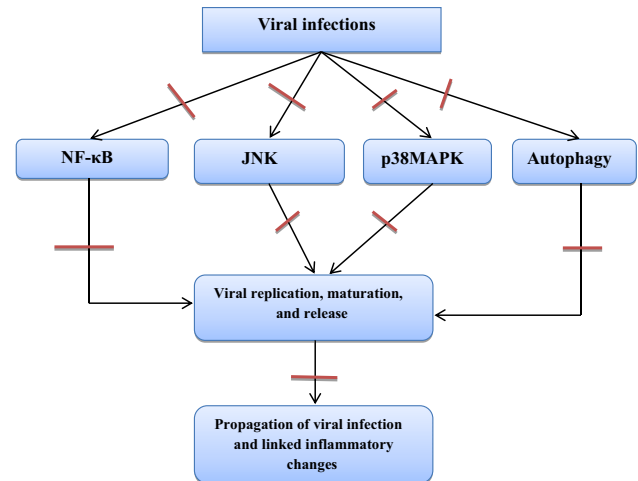 Viral infections
NF-κB
JNK
p38MAPK
Autophagy
Viral replication, maturation,
and release
Propagation of viral infection
and linked inflammatory
changes